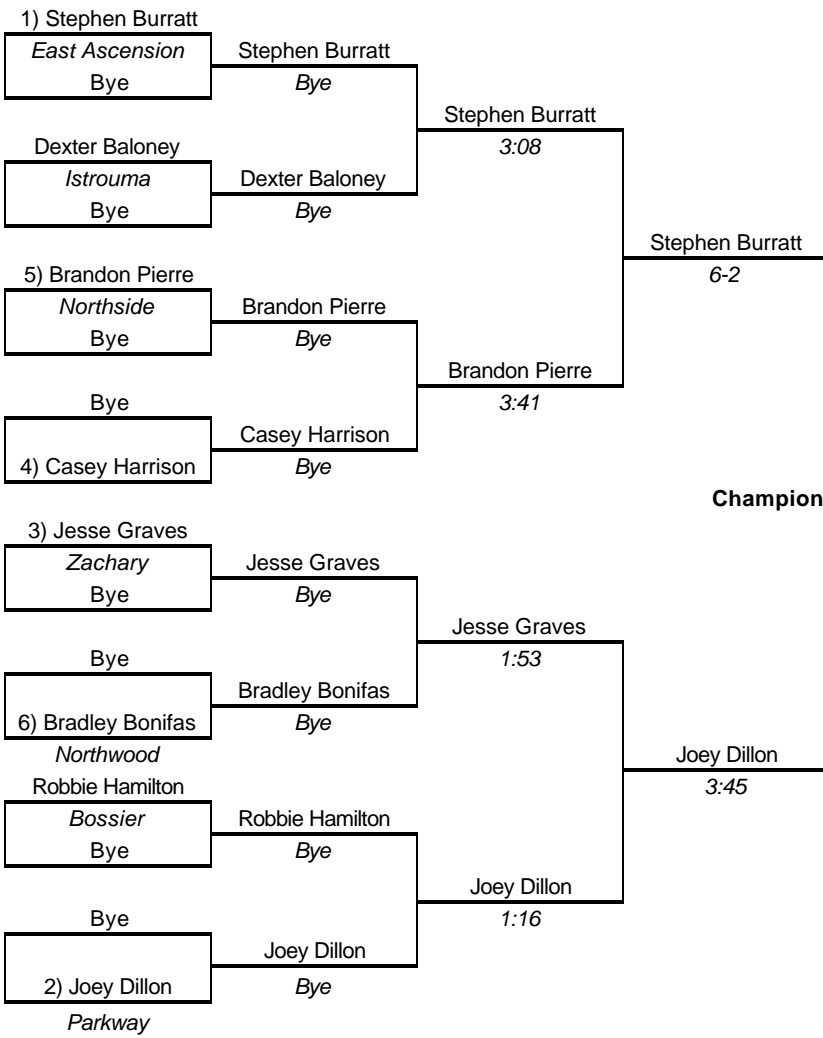 1) Stephen Burratt
East Ascension
Stephen Burratt
Bye
Bye
Stephen Burratt
Dexter Baloney
3:08
Istrouma
Dexter Baloney
Bye
Bye
Stephen Burratt
5) Brandon Pierre
6-2
Northside
Brandon Pierre
Bye
Bye
Brandon Pierre
Bye
3:41
Casey Harrison
4) Casey Harrison
Bye
Champion
3) Jesse Graves
Zachary
Jesse Graves
Bye
Bye
Jesse Graves
Bye
1:53
Bradley Bonifas
6) Bradley Bonifas
Bye
Northwood
Joey Dillon
Robbie Hamilton
3:45
Bossier
Robbie Hamilton
Bye
Bye
Joey Dillon
Bye
1:16
Joey Dillon
2) Joey Dillon
Bye
Parkway